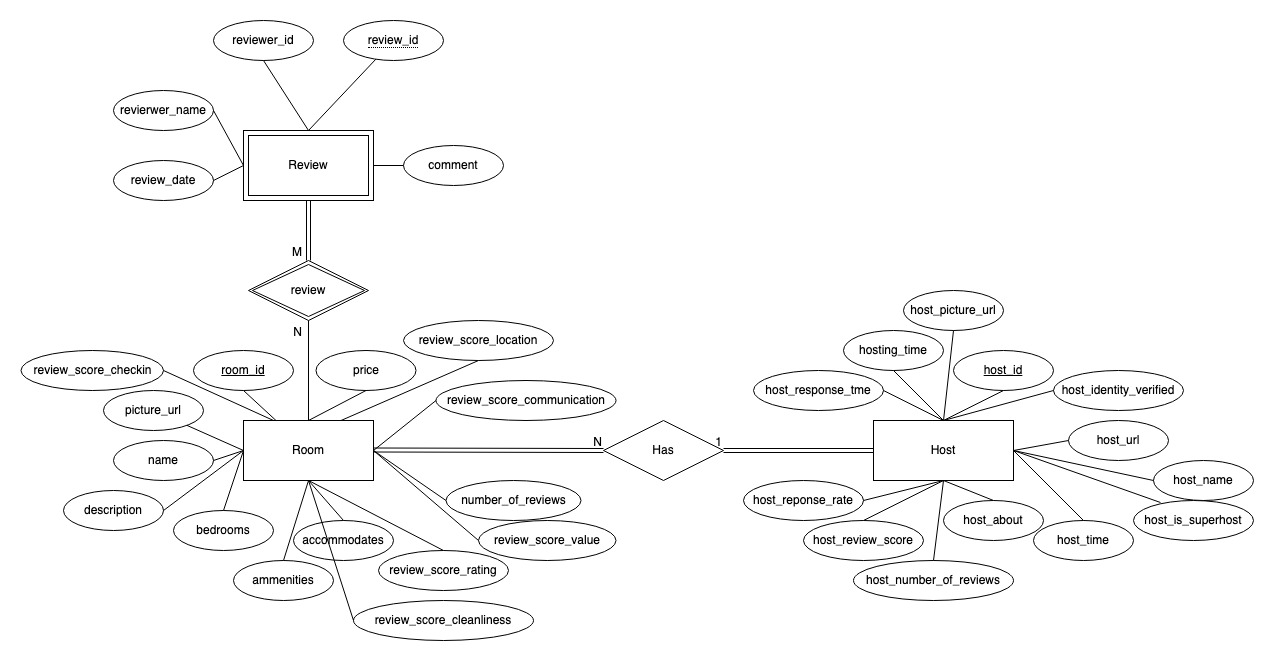 reviewer_id
review_id
revierwer_name
Review
comment
review_date
M
review
N
host_picture_url
review_score_location
hosting_time
review_score_checkin
room_id
price
host_id
host_response_tme
host_identity_verified
picture_url
review_score_communication
Room
N
Has
1
Host
host_url
name
host_name
description
number_of_reviews
host_reponse_rate
bedrooms
accommodates
review_score_value
host_review_score
host_about
host_time
host_is_superhost
ammenities
review_score_rating
host_number_of_reviews
review_score_cleanliness